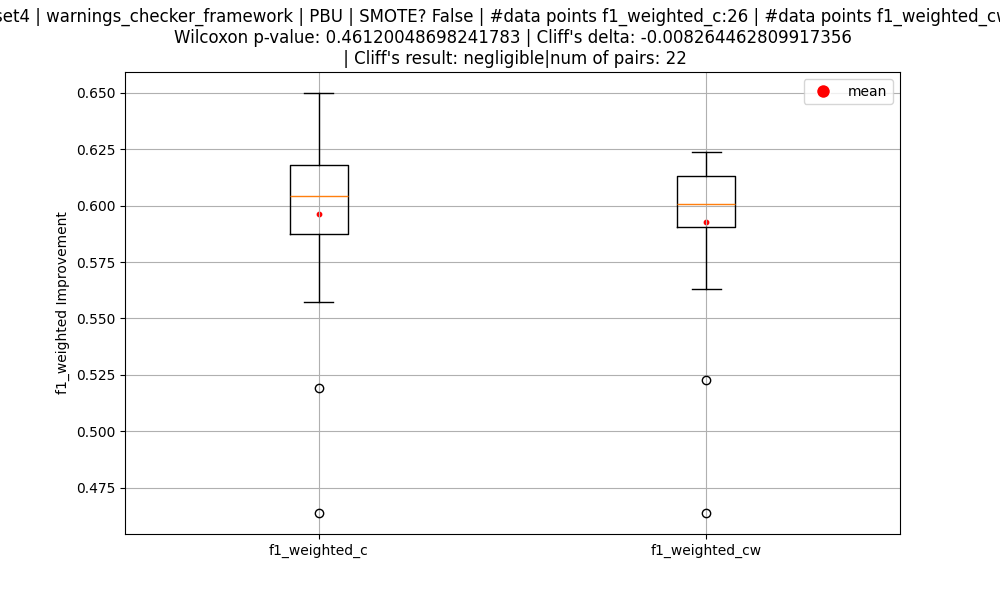 set4 | warnings_checker_framework | PBU | SMOTE? False | #data points f1_weighted_c:26 | #data points
Wilcoxon p-value: 0.46120048698241783 | Cliff's delta: -0.008264462809917356
| Cliff's result: negligible|num of pairs: 22
mean
0.650
0.625
0.600
0.575
0.550
0.525
0.500
0.475
f1_weighted Improvement
f1_weighted_c
f1_weighted_cw